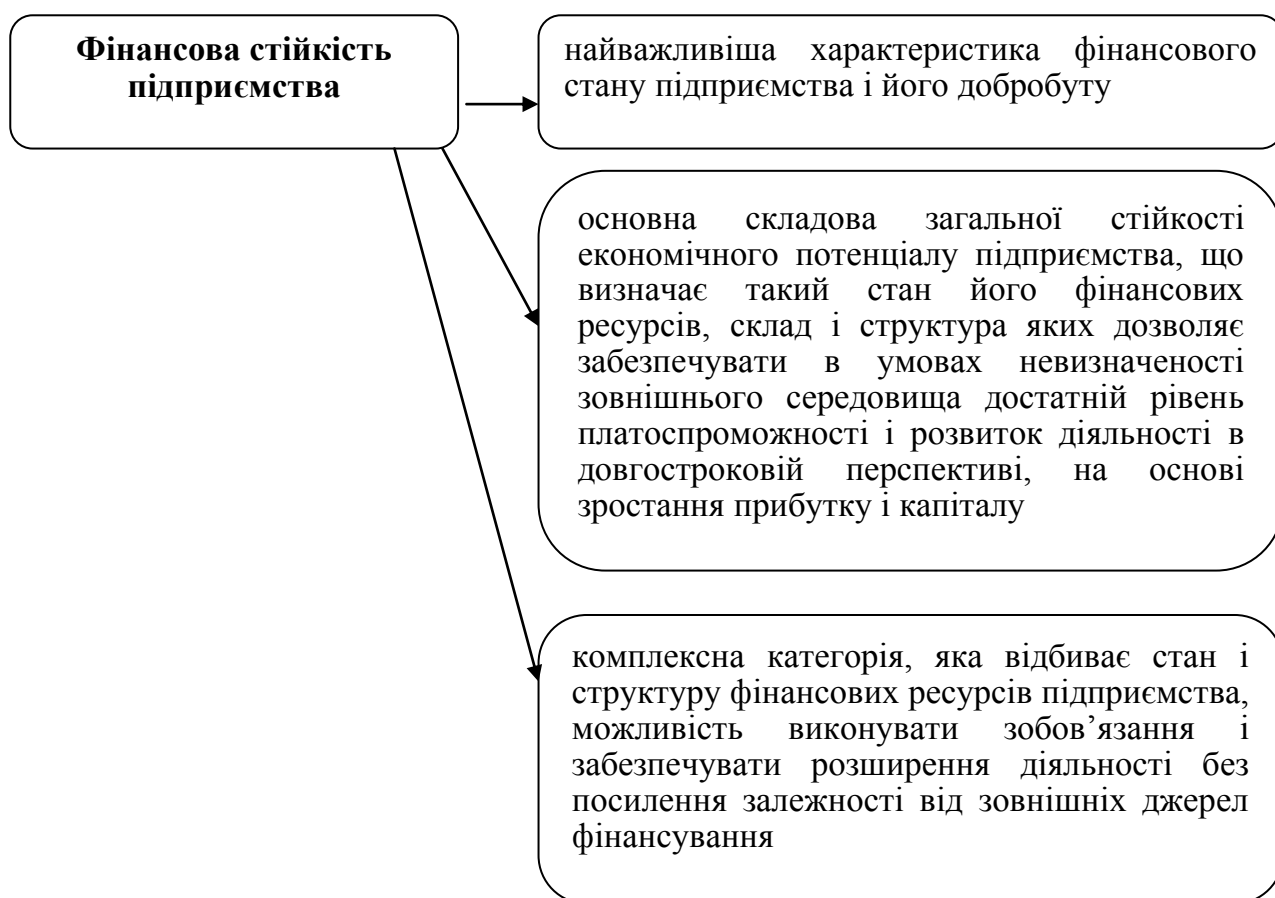 Фінансова стійкість
підприємства
найважливіша характеристика фінансового
стану підприємства і його добробуту
основна складова загальної стійкості
економічного потенціалу підприємства, що
визначає такий стан його фінансових
ресурсів, склад і структура яких дозволяє
забезпечувати в умовах невизначеності
зовнішнього середовища достатній рівень
платоспроможності і розвиток діяльності в
довгостроковій перспективі, на основі
зростання прибутку і капіталу
комплексна категорія, яка відбиває стан і
структуру фінансових ресурсів підприємства,
можливість виконувати зобов’язання і
забезпечувати розширення діяльності без
посилення залежності від зовнішніх джерел
фінансування